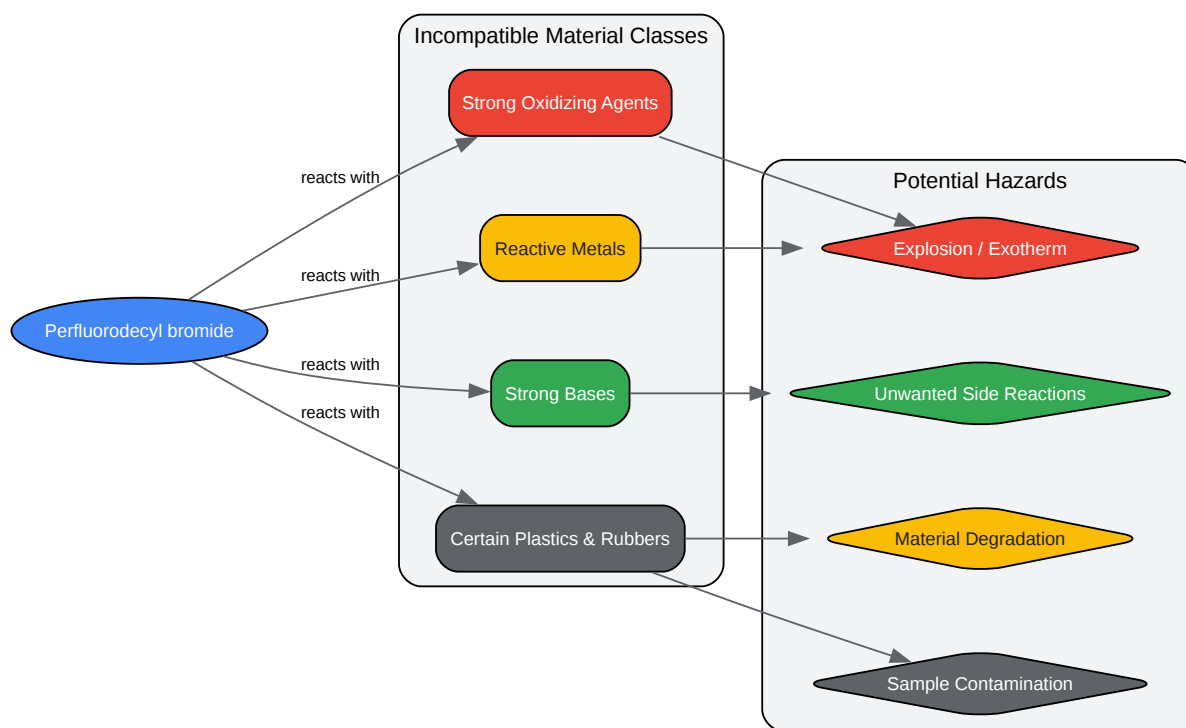 Incompatible Material Classes
Strong Oxidizing Agents
Potential Hazards
reacts with
Explosion / Exotherm
Reactive Metals
reacts with
Perfluorodecyl bromide
reacts with
Strong Bases
Unwanted Side Reactions
reacts with
Certain Plastics & Rubbers
Material Degradation
Sample Contamination